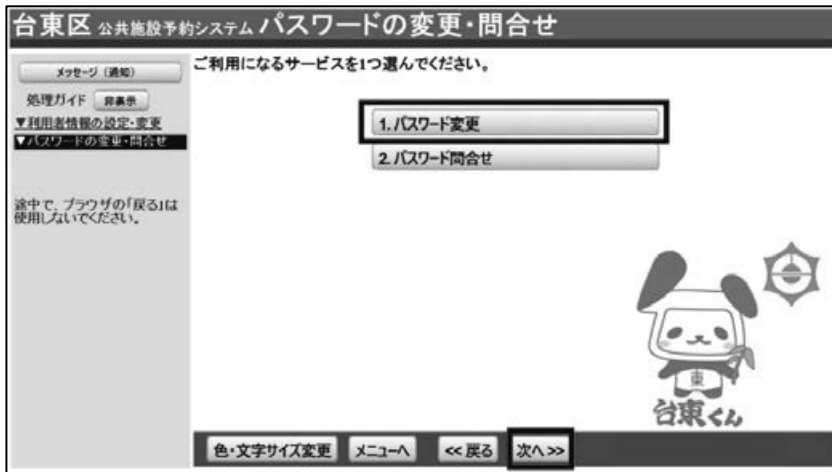 台東区 公共施設予約システム パスワードの変更・問合せ
メッセージ（通知）
処理ガイド 非表示
▼利用者情報の設定・変更
▼パスワードの変更・問合せ
途中で、ブラウザの「戻る」は
使用しないでください。
ご利用になるサービスを1つ選んでください。
1. パスワード変更
2. パスワード問合せ
東
台東くん
色・文字サイズ変更 メニューへ <<戻る 次へ>>